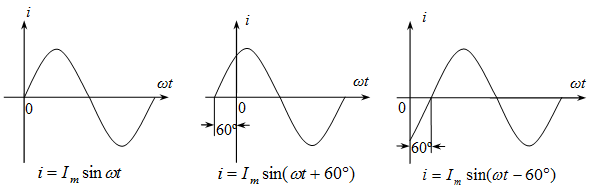 i i i
ωt ωt ωt
0 0 0
60° 60°
i = I_m sin ωt i = I_m sin(ωt + 60°) i = I_m sin(ωt − 60°)